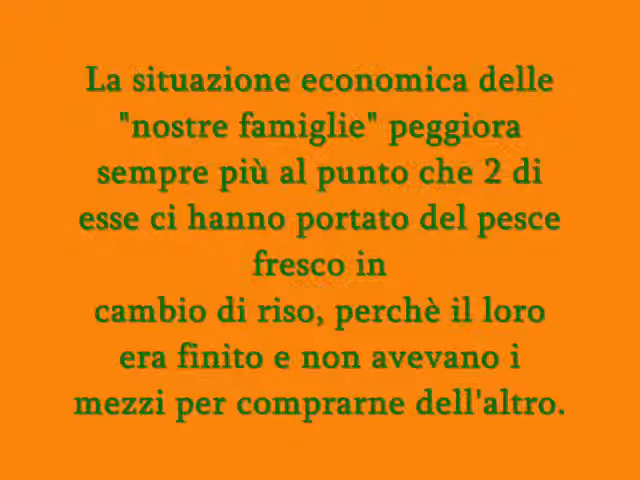 La situazione economica delle
"nostre famiglie" peggiora
sempre più al punto che 2 di
esse ci hanno portato del pesce
fresco in
cambio di riso, perchè il loro
era finito e non avevano i
mezzi per comprarne dell'altro.